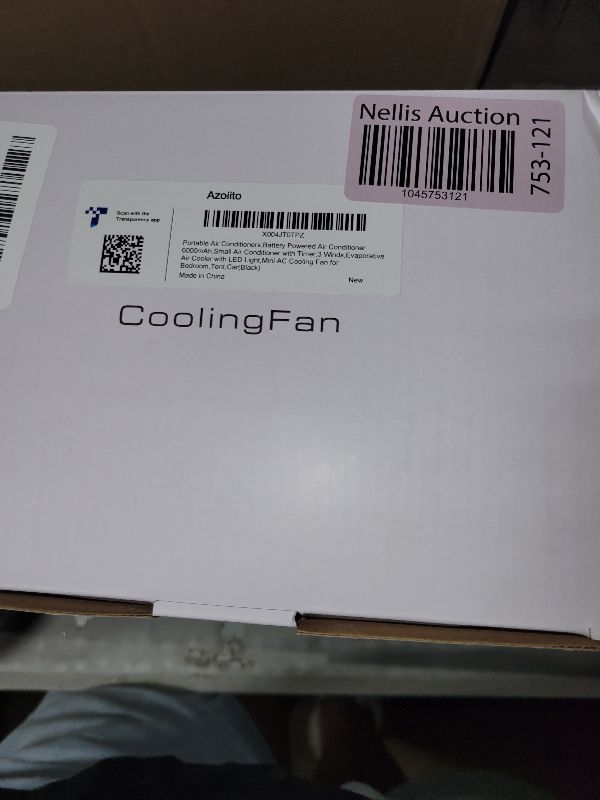 Nellis Auction
1045753121
753-121
Azoiito
Scan with the
Transparency app
X004JT0TPZ
Portable Air Conditioners,Battery Powered Air Conditioner
6000mAh,Small Air Conditioner with Timer,3 Winds,Evaporative
Air Cooler with LED Light,Mini AC Cooling Fan for
Bedroom,Tent,Car(Black)
Made in China
New
CoolingFan